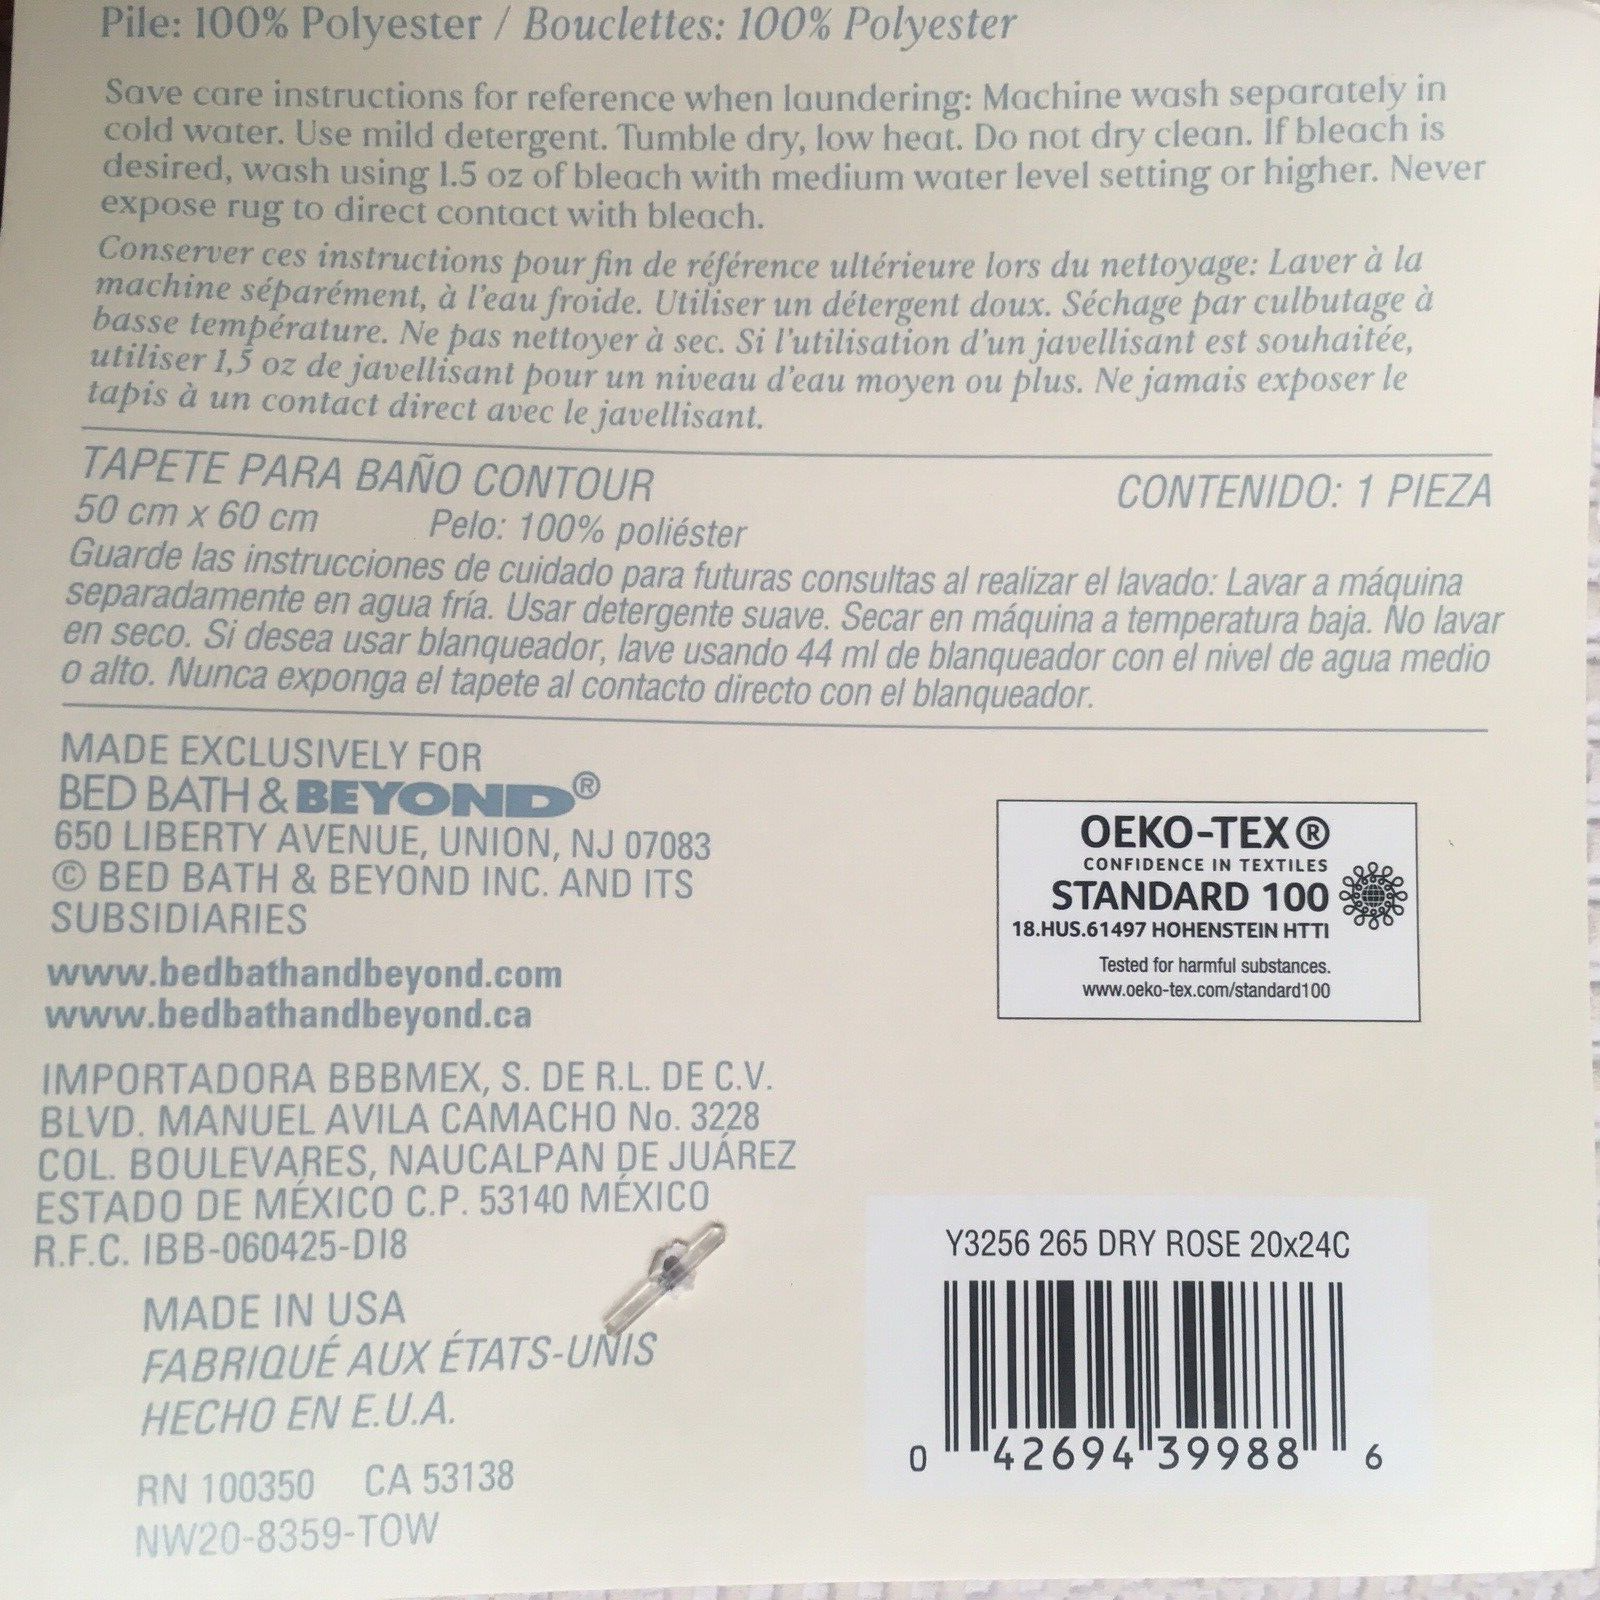 Pile: 100% Polyester / Bouclettes: 100% Polyester
Save care instructions for reference when laundering: Machine wash separately in
cold water. Use mild detergent. Tumble dry, low heat. Do not dry clean. If bleach is
desired, wash using 1.5 oz of bleach with medium water level setting or higher. Never
expose rug to direct contact with bleach.
Conserver ces instructions pour fin de référence ultérieure lors du nettoyage: Laver à la
machine séparément, à l'eau froide. Utiliser un détergent doux. Séchage par culbutage à
basse température. Ne pas nettoyer à sec. Si l'utilisation d'un javellisant est souhaitée,
utiliser 1,5 oz de javellisant pour un niveau d'eau moyen ou plus. Ne jamais exposer le
tapis à un contact direct avec le javellisant.
TAPETE PARA BAÑO CONTOUR CONTENIDO: 1 PIEZA
50 cm x 60 cm Pelo: 100% poliéster
Guarde las instrucciones de cuidado para futuras consultas al realizar el lavado: Lavar a máquina
separadamente en agua fría. Usar detergente suave. Secar en máquina a temperatura baja. No lavar
en seco. Si desea usar blanqueador, lave usando 44 ml de blanqueador con el nivel de agua medio
o alto. Nunca exponga el tapete al contacto directo con el blanqueador.
MADE EXCLUSIVELY FOR
BED BATH & BEYOND®
650 LIBERTY AVENUE, UNION, NJ 07083
© BED BATH & BEYOND INC. AND ITS
SUBSIDIARIES
www.bedbathandbeyond.com
www.bedbathandbeyond.ca
IMPORTADORA BBBMEX, S. DE R.L. DE C.V.
BLVD. MANUEL AVILA CAMACHO No. 3228
COL. BOULEVARES, NAUCALPAN DE JUÁREZ
ESTADO DE MÉXICO C.P. 53140 MÉXICO
R.F.C. IBB-060425-DI8
MADE IN USA
FABRIQUÉ AUX ÉTATS-UNIS
HECHO EN E.U.A.
RN 100350 CA 53138
NW20-8359-TOW
OEKO-TEX®
CONFIDENCE IN TEXTILES
STANDARD 100
18.HUS.61497 HOHENSTEIN HTTI
Tested for harmful substances.
www.oeko-tex.com/standard100
Y3256 265 DRY ROSE 20x24C
0 42694 39988 6